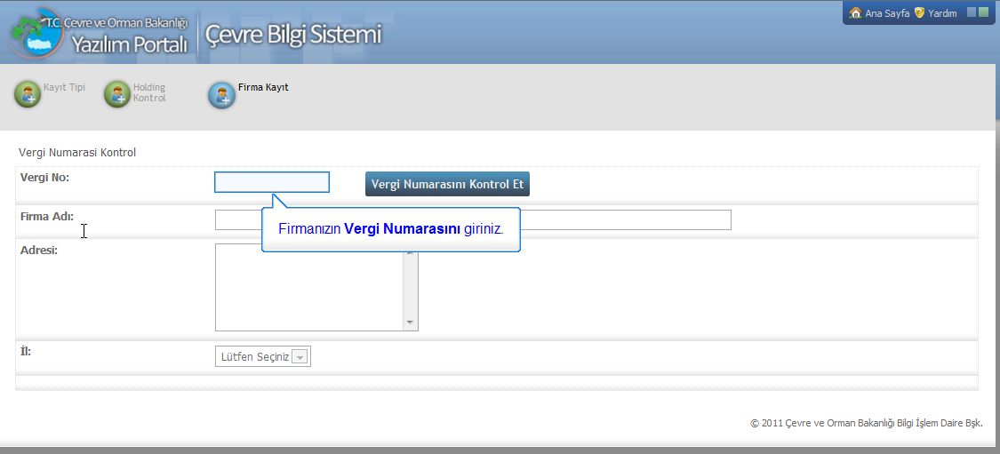 T.C. Çevre ve Orman Bakanlığı
Yazılım Portalı
Çevre Bilgi Sistemi
Ana Sayfa Yardım
Kayıt Tipi
Holding
Kontrol
Firma Kayıt
Vergi Numarasi Kontrol
Vergi No:
Vergi Numarasını Kontrol Et
Firma Adı:
Firmanızın Vergi Numarasını giriniz.
Adresi:
İl:
Lütfen Seçiniz
© 2011 Çevre ve Orman Bakanlığı Bilgi İşlem Daire Bşk.